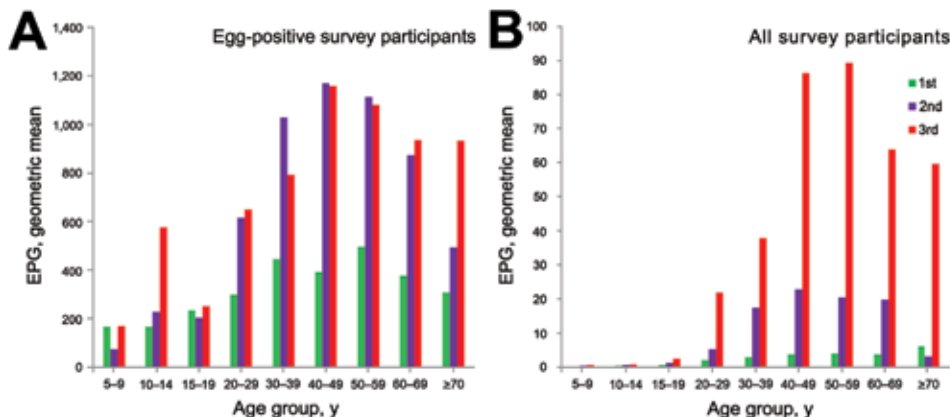 A
Egg-positive survey participants
EPG, geometric mean
1,400
1,200
1,000
800
600
400
200
0
5–9 10–14 15–19 20–29 30–39 40–49 50–59 60–69 ≥70
Age group, y
B
All survey participants
EPG, geometric mean
100
90
80
70
60
50
40
30
20
10
0
1st
2nd
3rd
5–9 10–14 15–19 20–29 30–39 40–49 50–59 60–69 ≥70
Age group, y